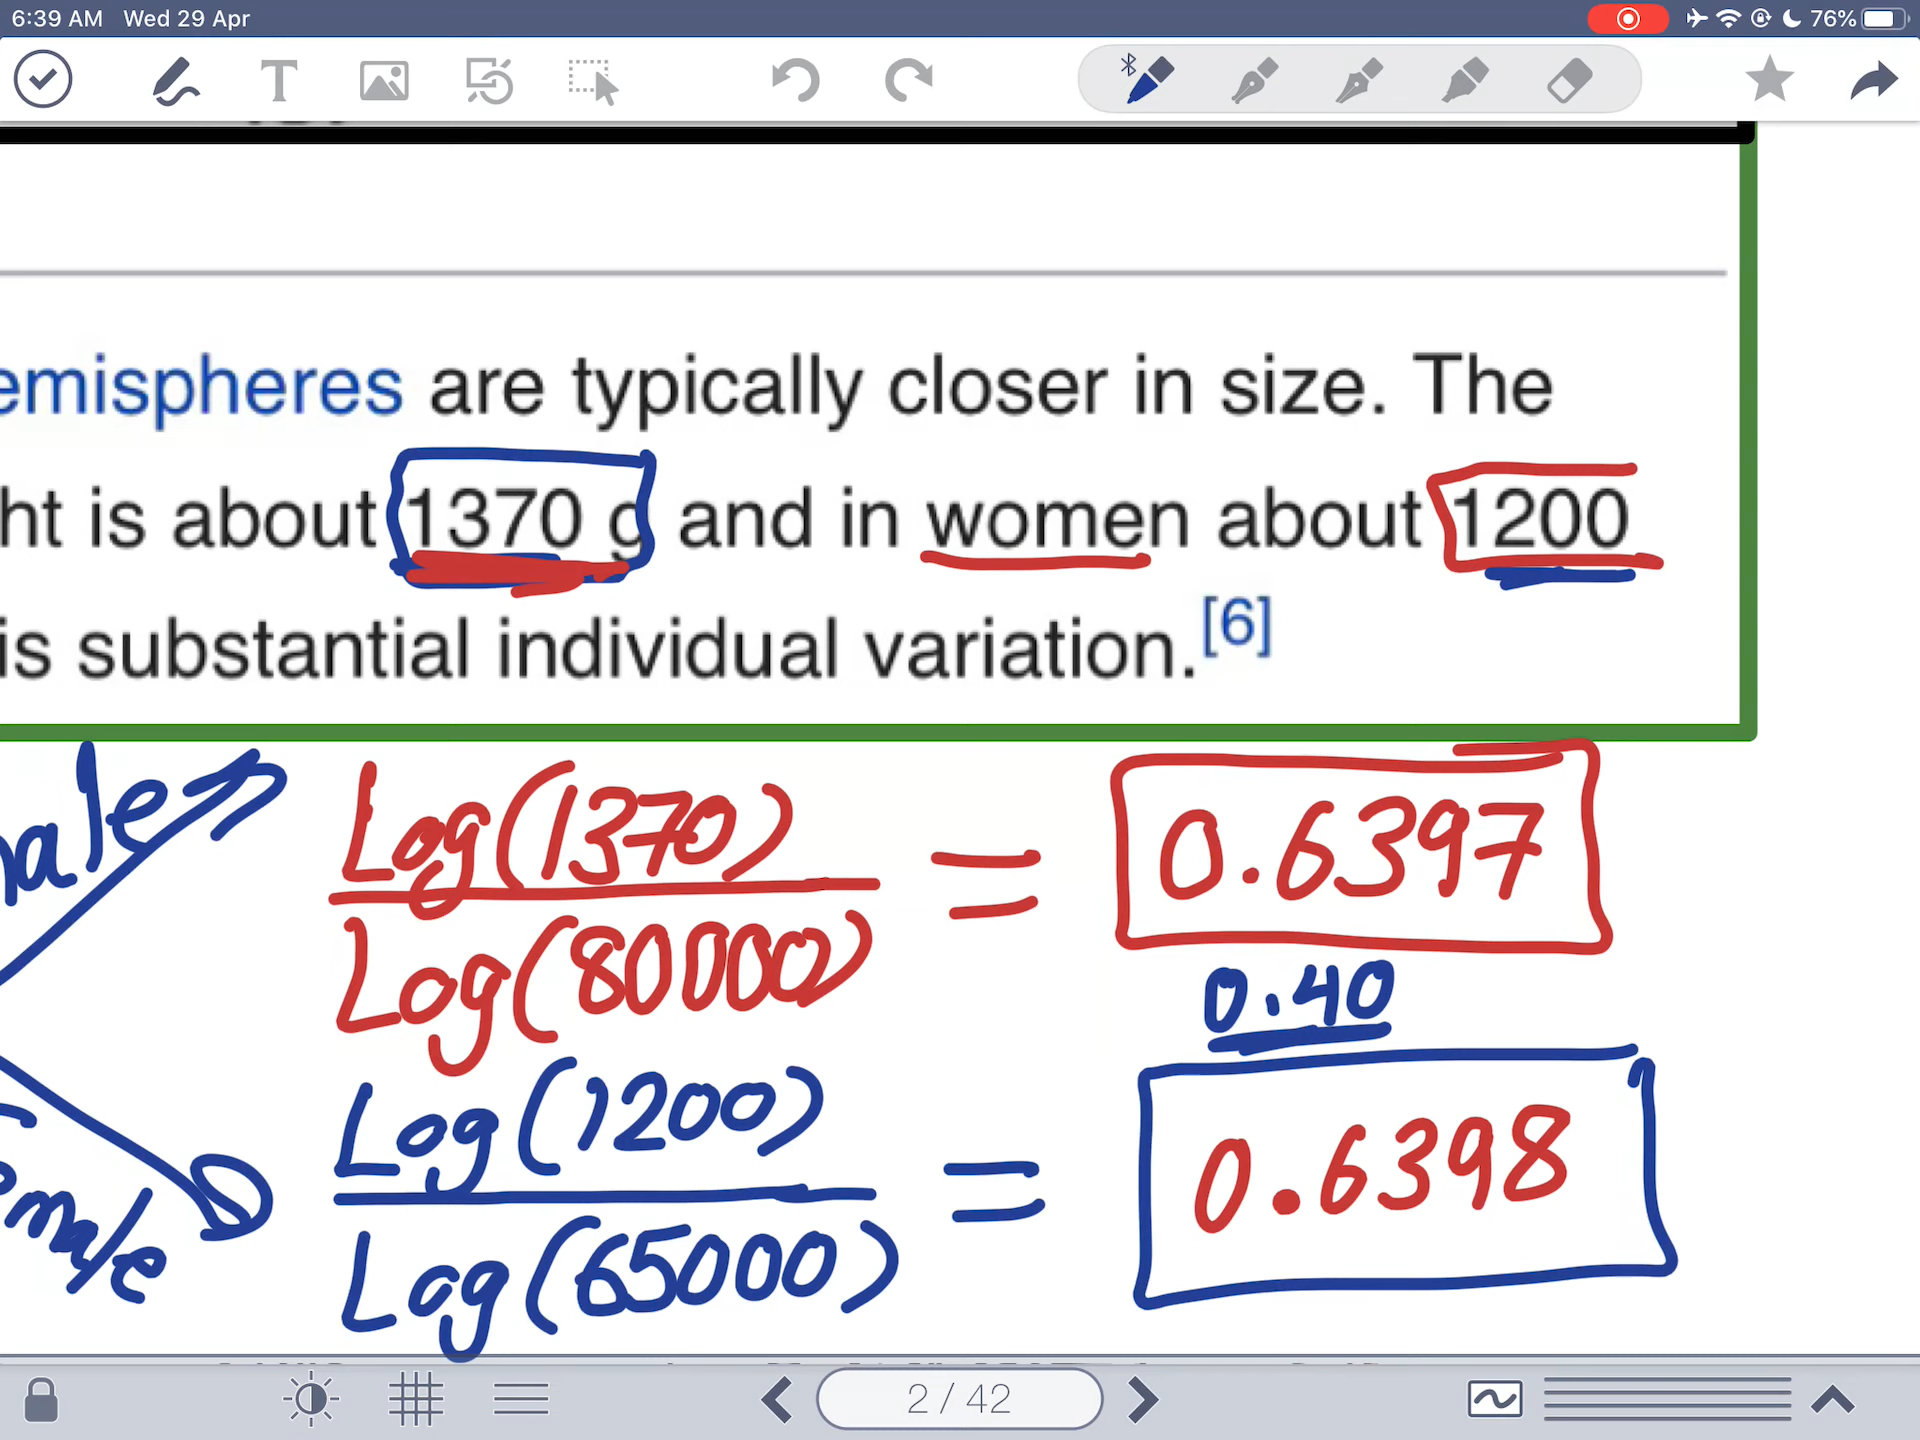 6:39 AM Wed 29 Apr 76%
T
emispheres are typically closer in size. The
ht is about 1370 g and in women about 1200
is substantial individual variation.[6]
male
Log(1370)
Log(80000)
= 0.6397
0.40
emale
Log(1200)
Log(65000)
= 0.6398
2 / 42